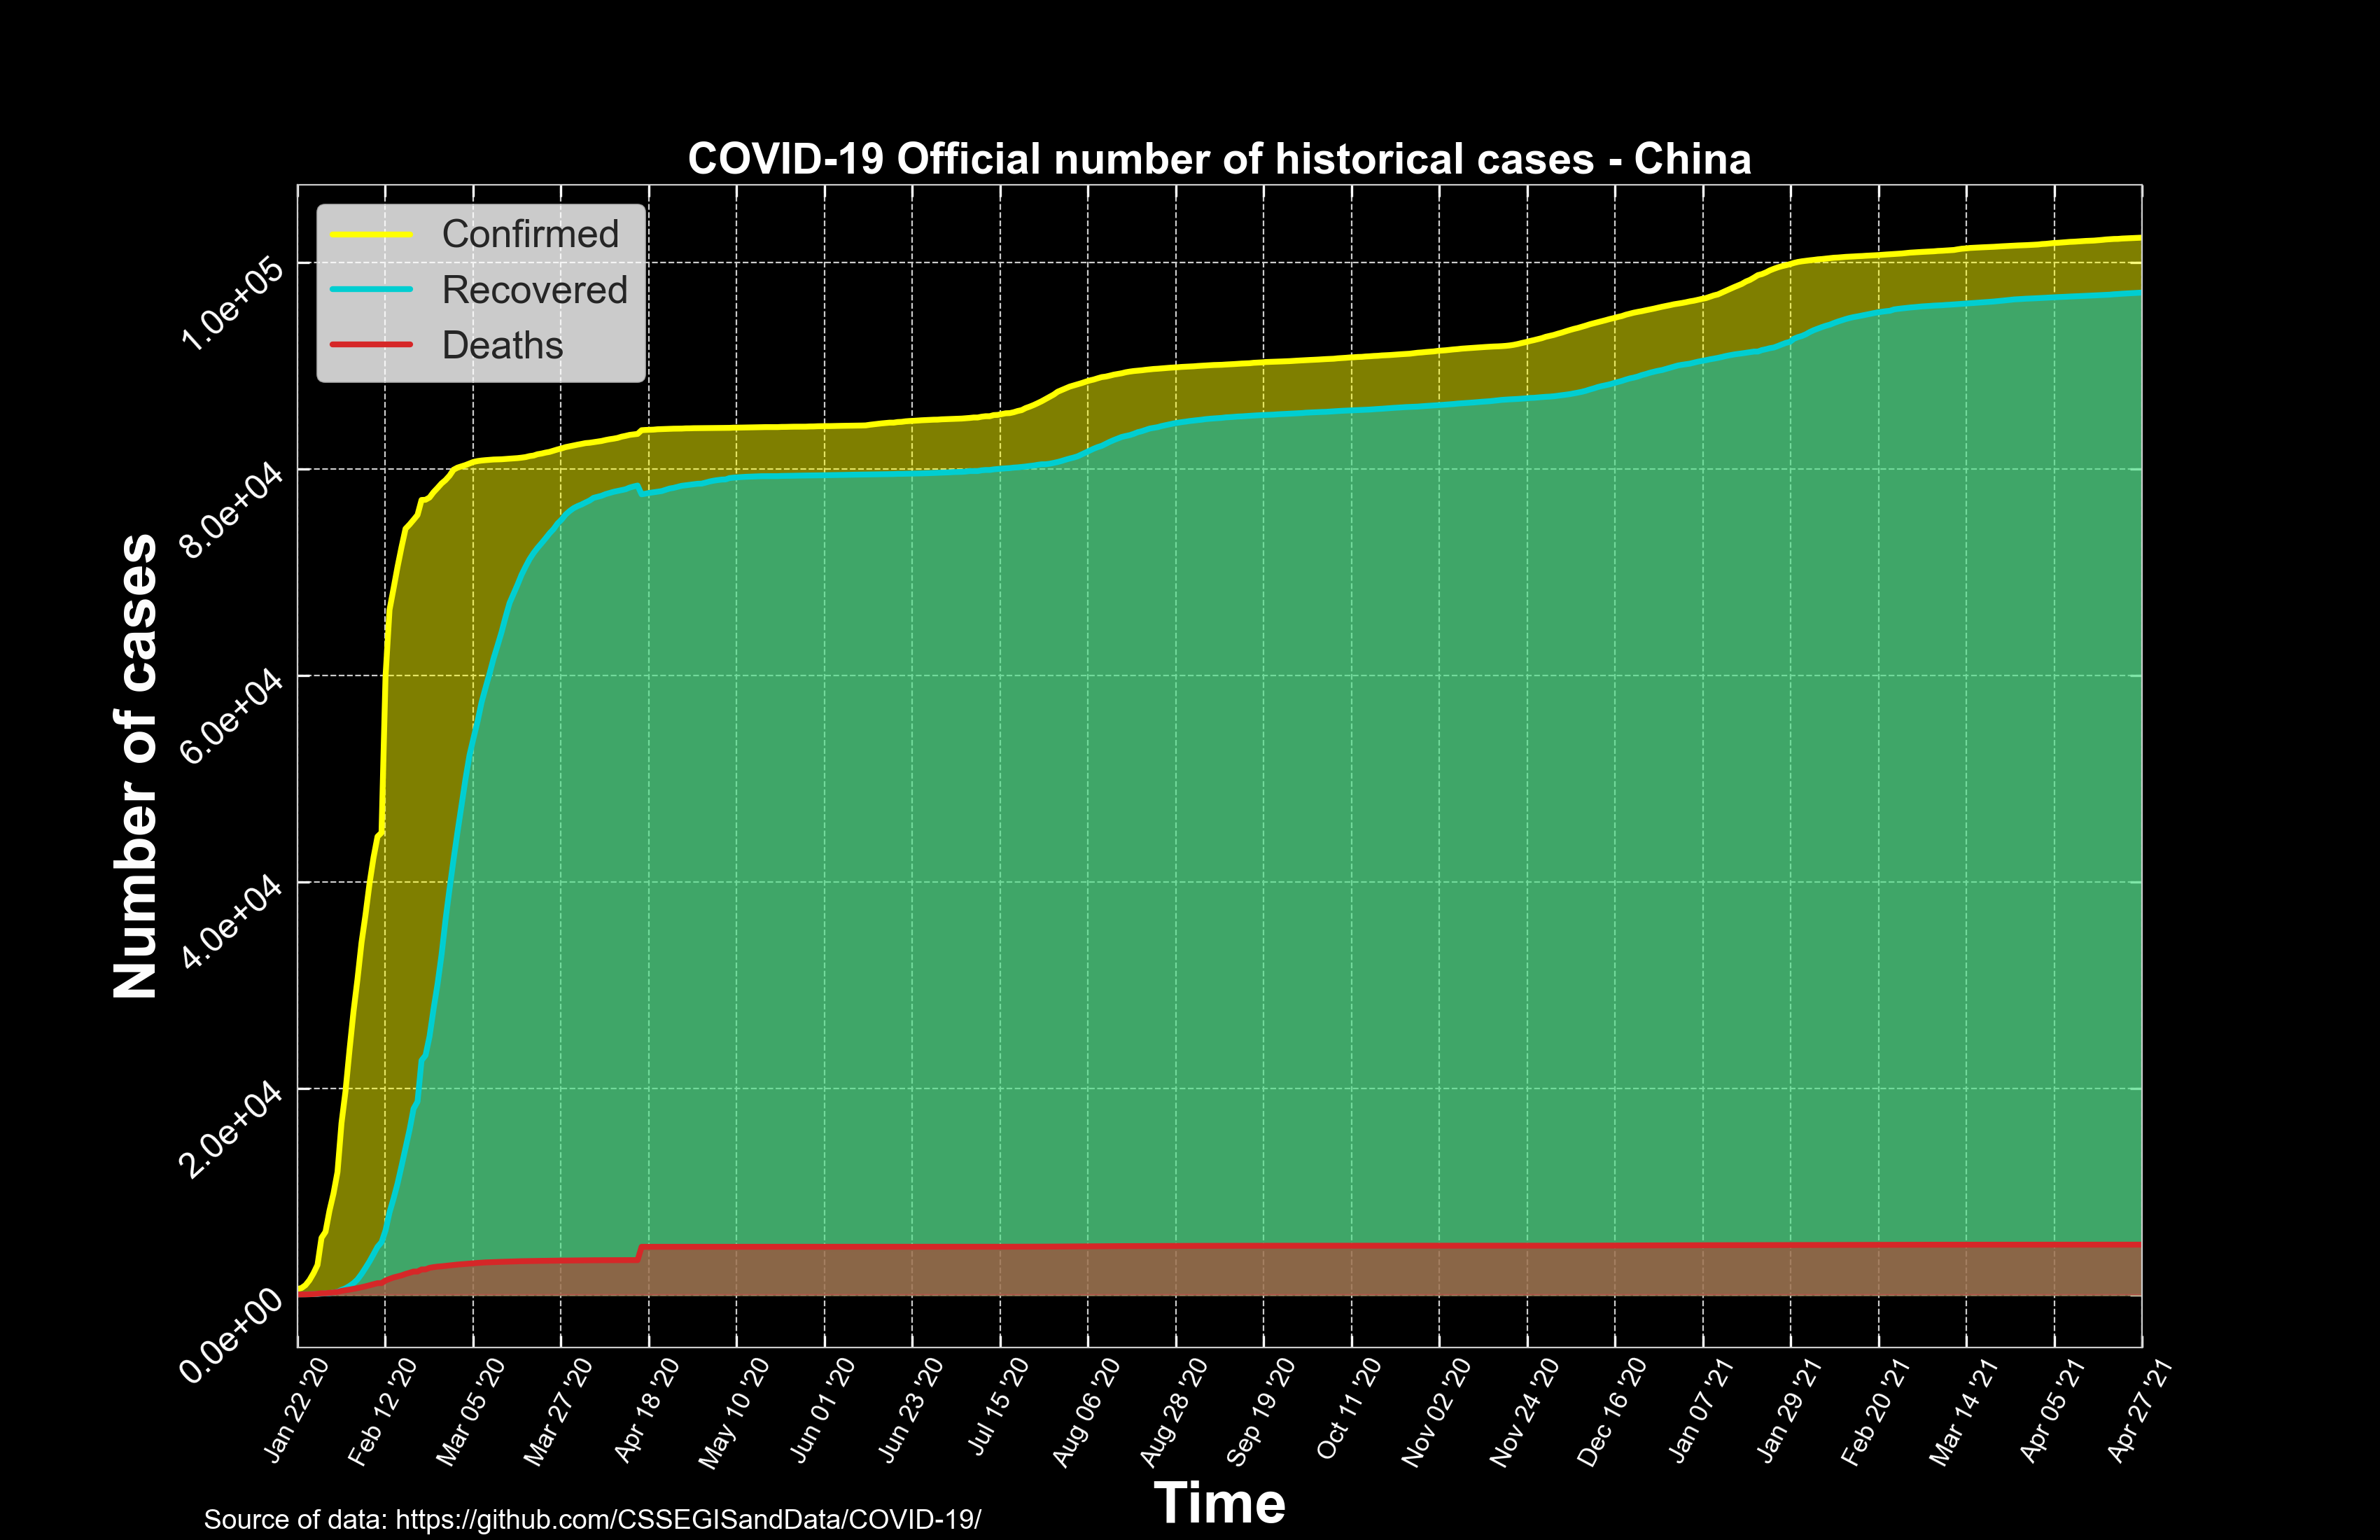 COVID-19 Official number of historical cases - China
Confirmed
Recovered
Deaths
Number of cases
1.0e+05
8.0e+04
6.0e+04
4.0e+04
2.0e+04
0.0e+00
Jan 22 '20
Feb 12 '20
Mar 05 '20
Mar 27 '20
Apr 18 '20
May 10 '20
Jun 01 '20
Jun 23 '20
Jul 15 '20
Aug 06 '20
Aug 28 '20
Sep 19 '20
Oct 11 '20
Nov 02 '20
Nov 24 '20
Dec 16 '20
Jan 07 '21
Jan 29 '21
Feb 20 '21
Mar 14 '21
Apr 05 '21
Apr 27 '21
Time
Source of data: https://github.com/CSSEGISandData/COVID-19/